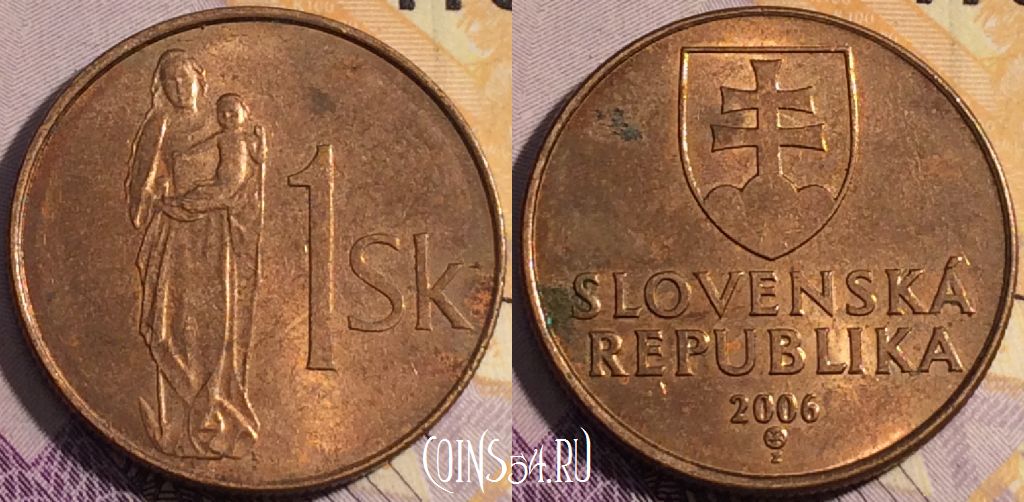 1 Sk
SLOVENSKÁ
REPUBLIKA
2006
Z
COINS54.RU